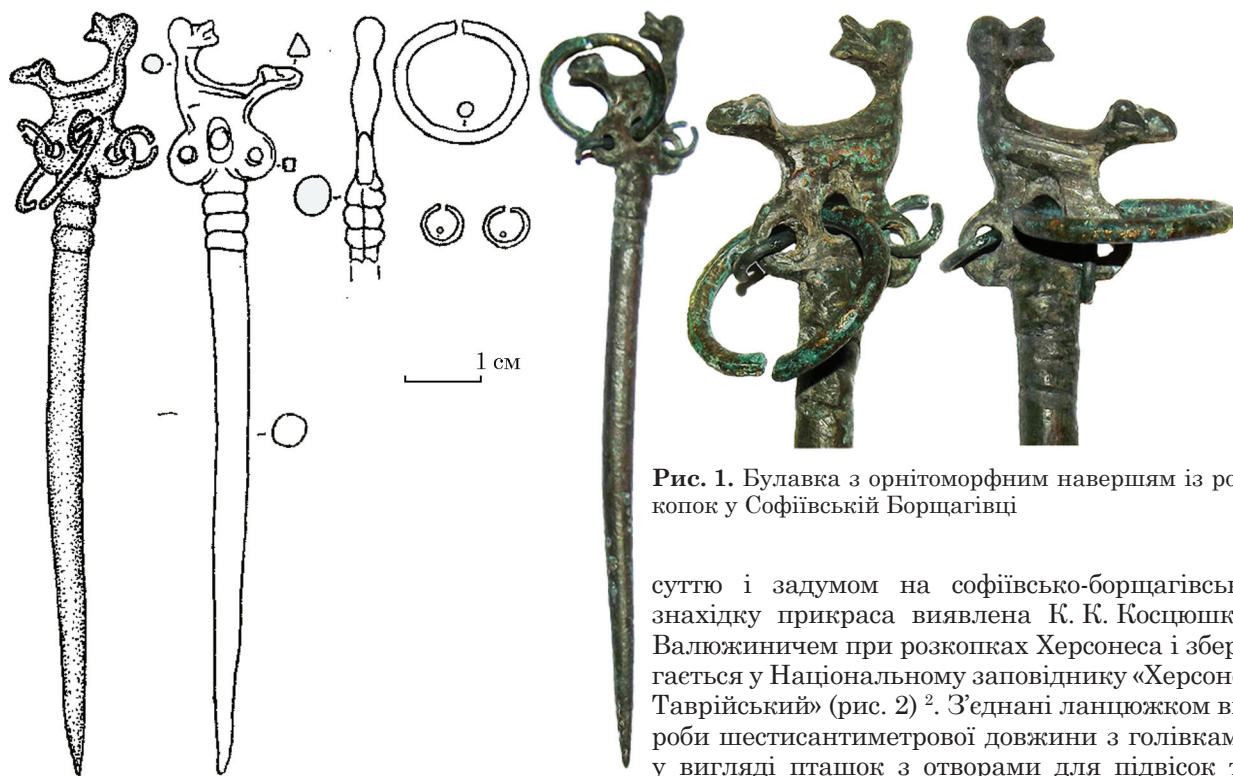 1 см
Рис. 1. Булавка з орнітоморфним навершям із ро
копок у Софіївській Борщагівці
суттю і задумом на софіївсько-борщагівськ
знахідку прикраса виявлена К. К. Косцюшк
Валюжиничем при розкопках Херсонеса і збер
гається у Національному заповіднику «Херсоне
Таврійський» (рис. 2) ². З’єднані ланцюжком ви
роби шестисантиметрової довжини з голівкам
у вигляді пташок з отворами для підвісок т